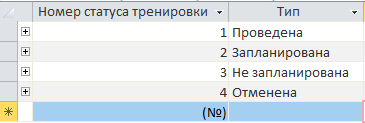 Номер статуса тренировки Тип
1 Проведена
2 Запланирована
3 Не запланирована
4 Отменена
(№)